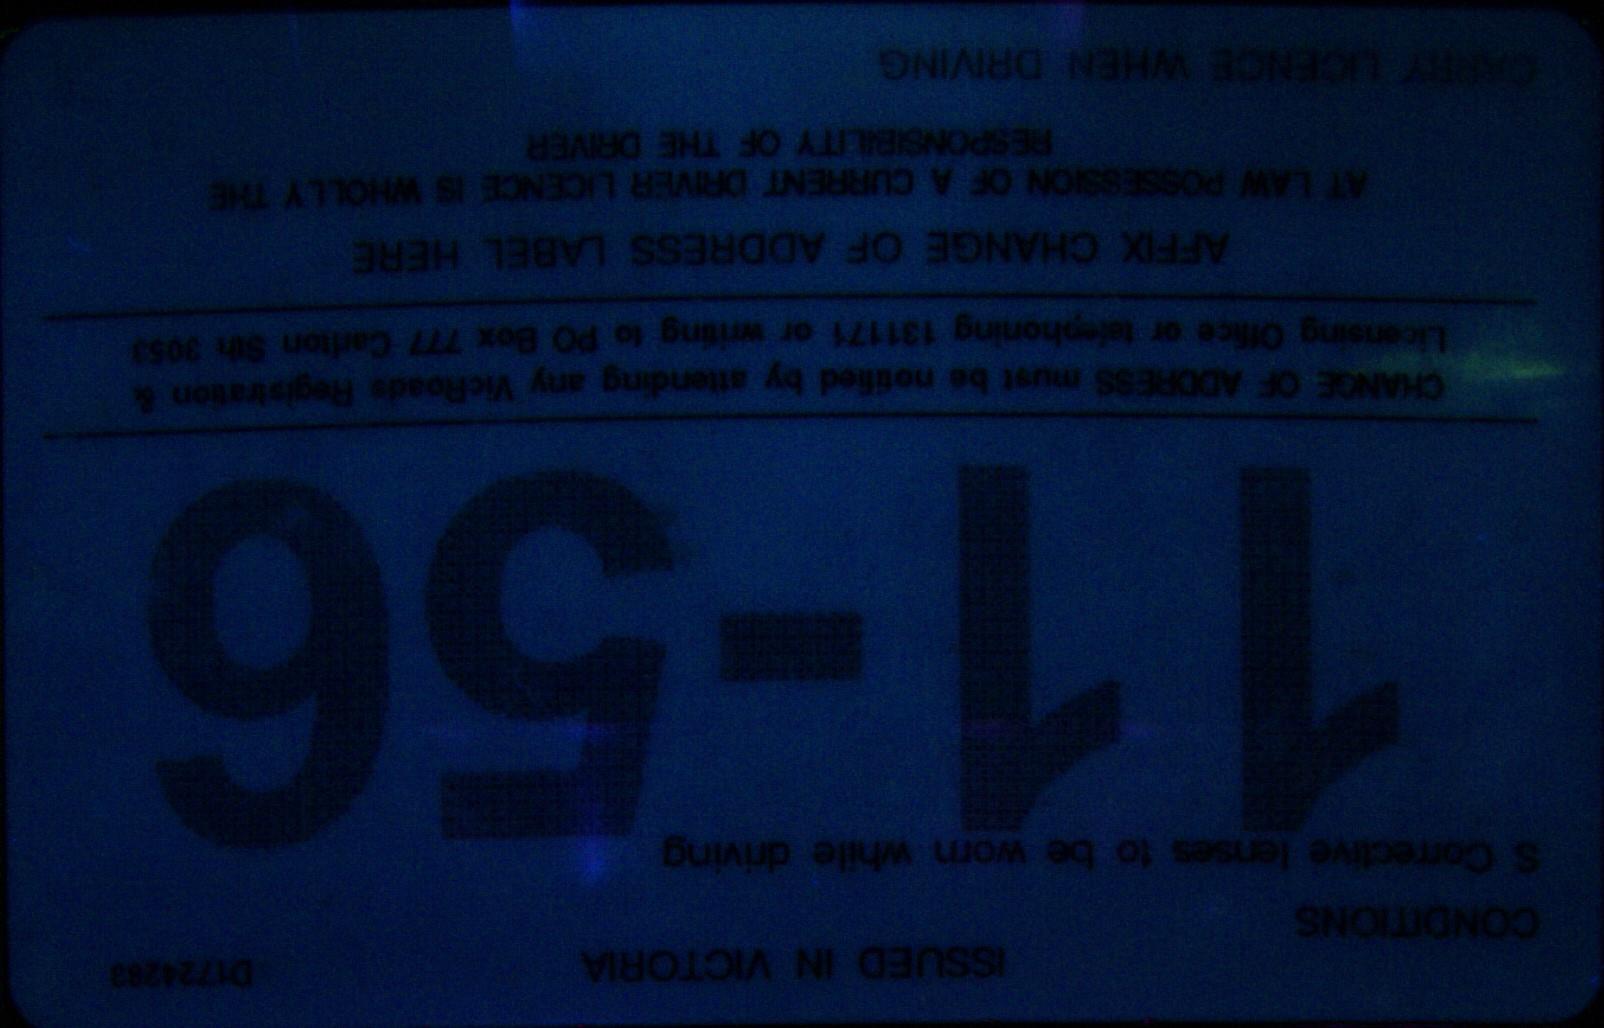 ISSUED IN VICTORIA D1724283
CONDITIONS
S Corrective lenses to be worn while driving
11-56
CHANGE OF ADDRESS must be notified by attending any VicRoads Registration &
Licensing Office or telephoning 131171 or writing to PO Box 777 Carlton Sth 3053
AFFIX CHANGE OF ADDRESS LABEL HERE
AT LAW POSSESSION OF A CURRENT DRIVER LICENCE IS WHOLLY THE
RESPONSIBILITY OF THE DRIVER
CARRY LICENCE WHEN DRIVING